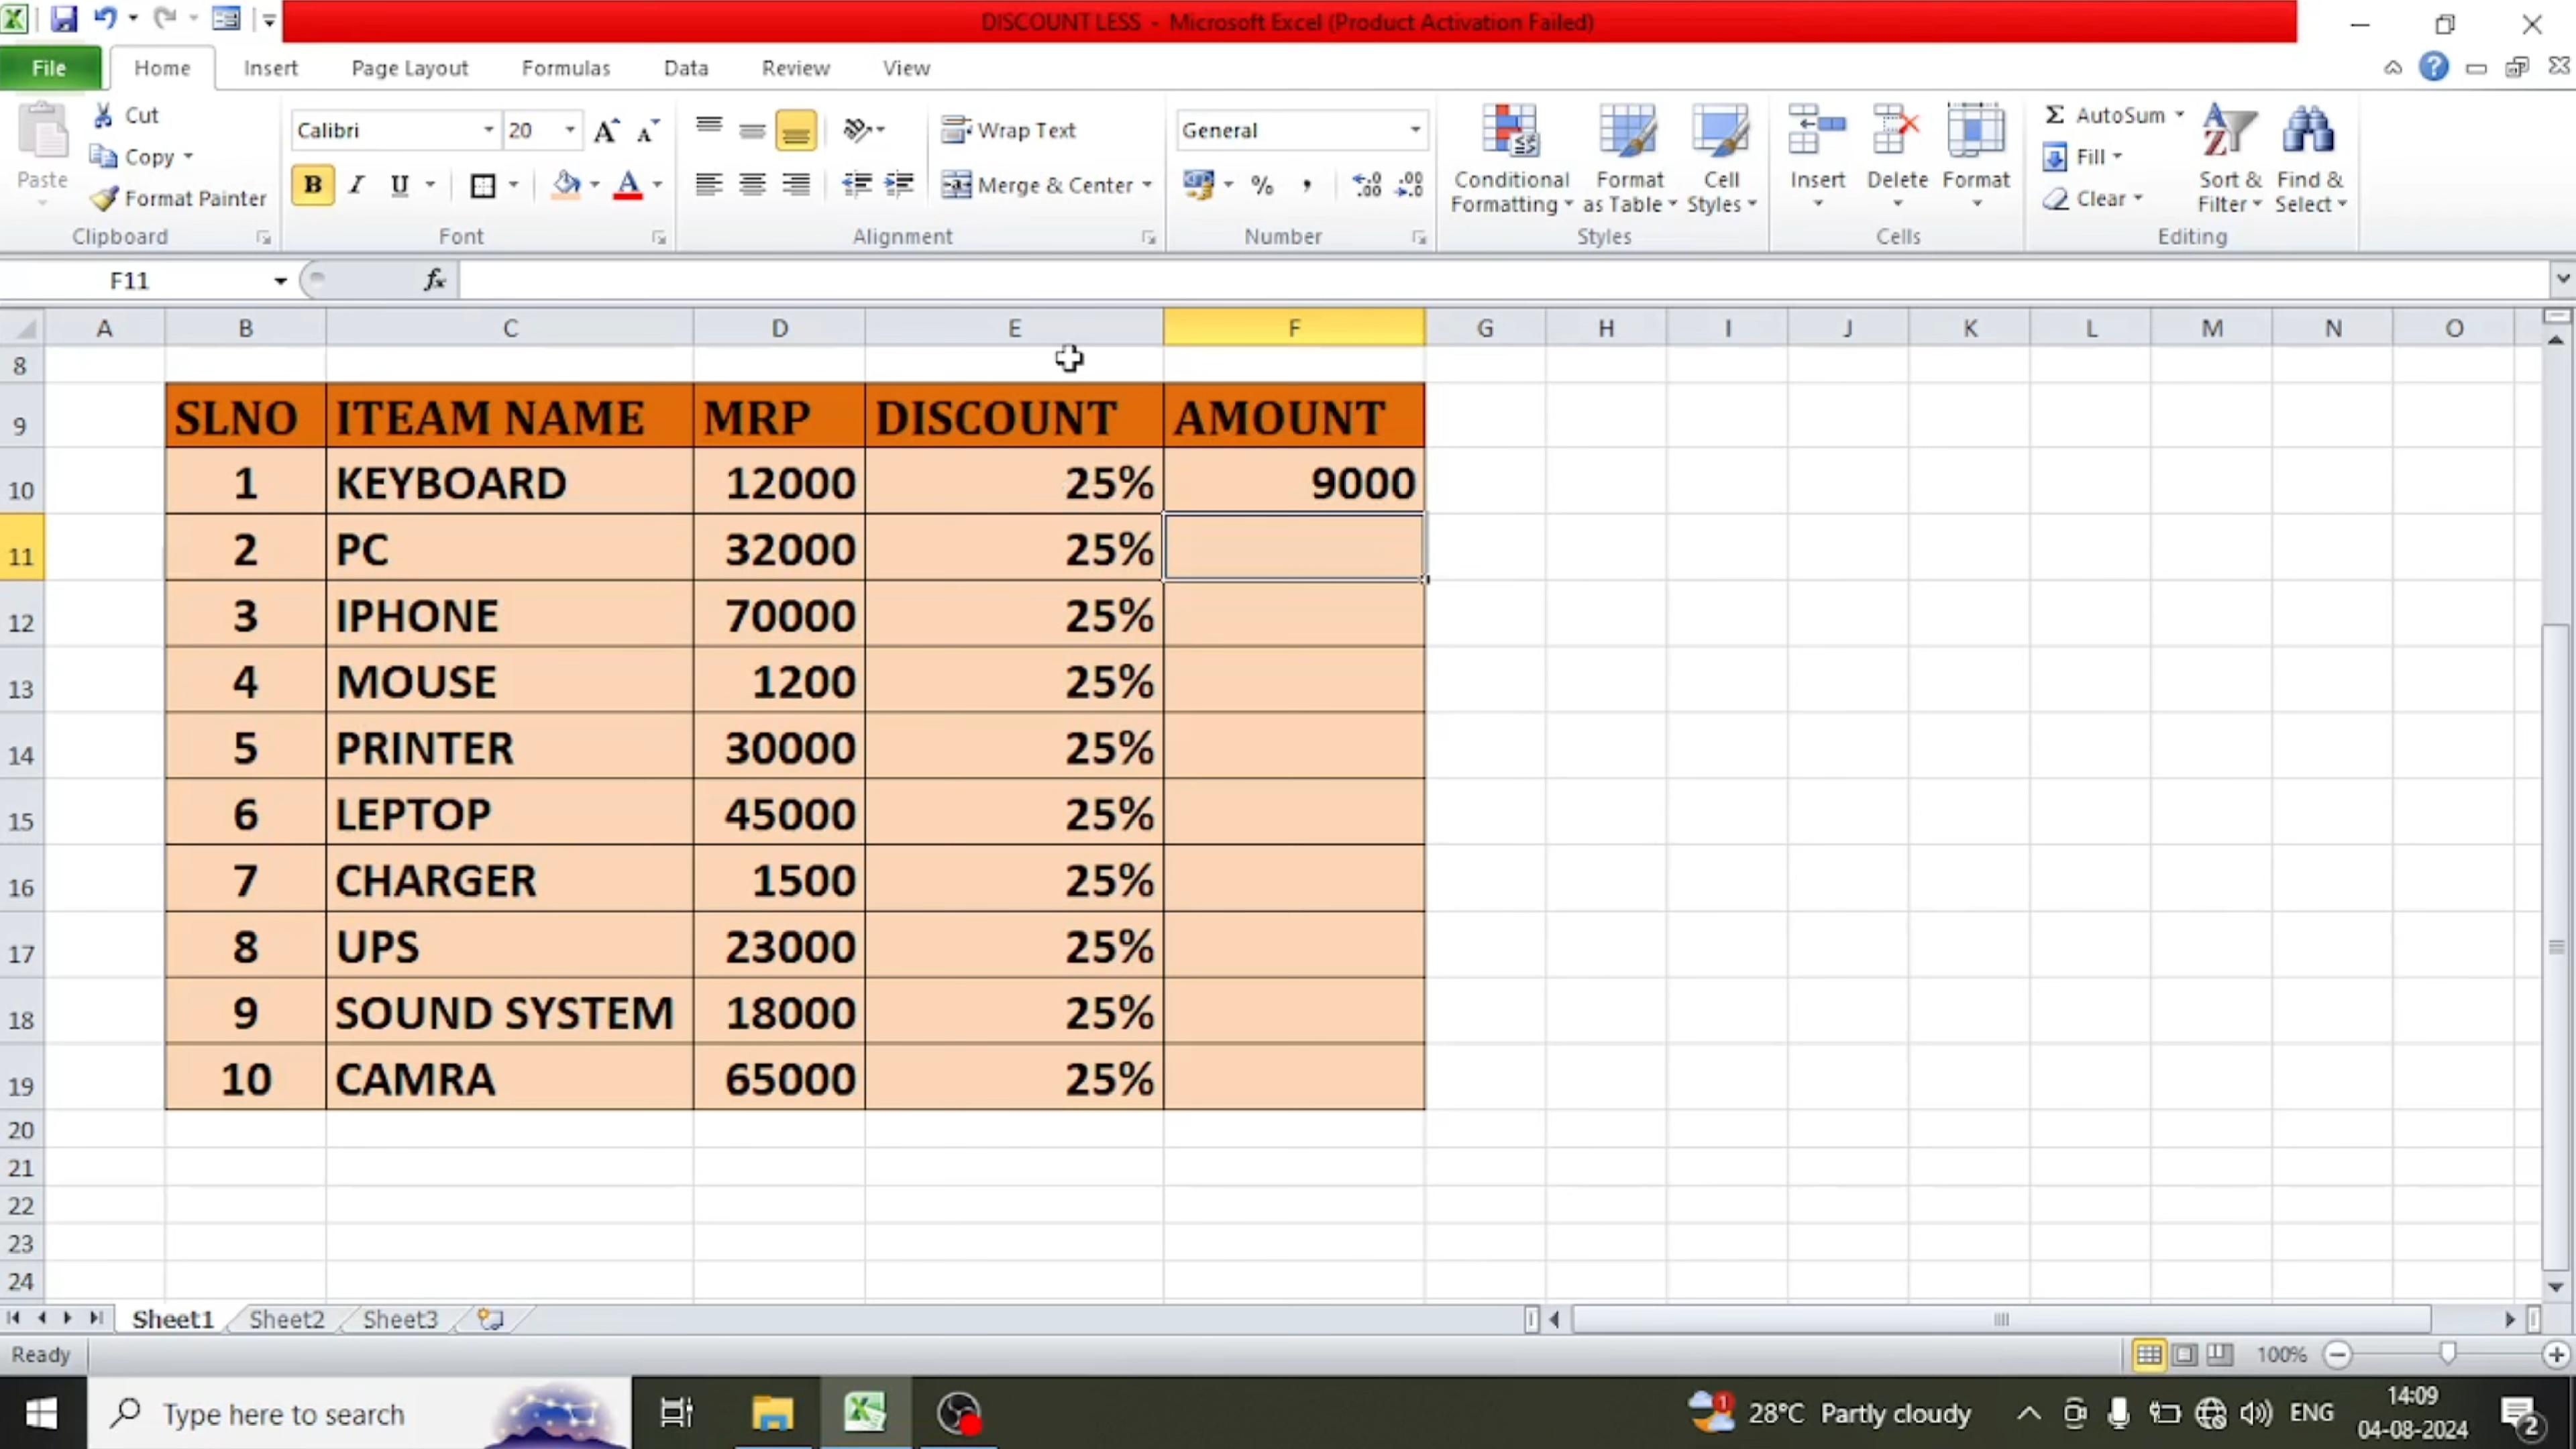 DISCOUNT LESS - Microsoft Excel (Product Activation Failed)
File Home Insert Page Layout Formulas Data Review View
Paste
Cut
Copy
Format Painter
Clipboard
Calibri 20
B I U
Font
Wrap Text
Merge & Center
Alignment
General
% , .00
Number
Conditional Formatting
Format as Table
Cell Styles
Styles
Insert Delete Format
Cells
Σ AutoSum
Fill
Clear
Sort & Filter
Find & Select
Editing
F11 fx
A B C D E F G H I J K L M N O
8
9 SLNO ITEAM NAME MRP DISCOUNT AMOUNT
10 1 KEYBOARD 12000 25% 9000
11 2 PC 32000 25%
12 3 IPHONE 70000 25%
13 4 MOUSE 1200 25%
14 5 PRINTER 30000 25%
15 6 LEPTOP 45000 25%
16 7 CHARGER 1500 25%
17 8 UPS 23000 25%
18 9 SOUND SYSTEM 18000 25%
19 10 CAMRA 65000 25%
20
21
22
23
24
Sheet1 Sheet2 Sheet3
Ready 100%
Type here to search 1 28°C Partly cloudy ENG 14:09
04-08-2024 2